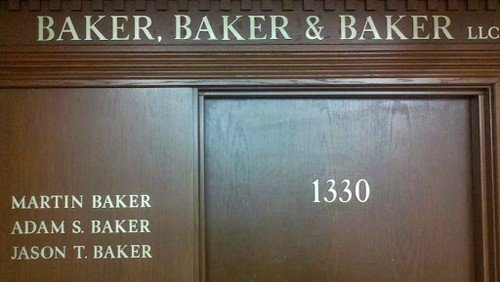 BAKER, BAKER & BAKER LLC
1330
MARTIN BAKER
ADAM S. BAKER
JASON T. BAKER